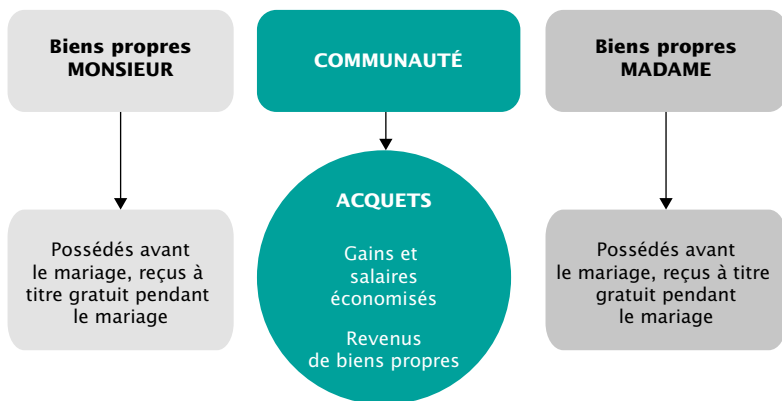 Biens propres
MONSIEUR
COMMUNAUTÉ
Biens propres
MADAME
Possédés avant
le mariage, reçus à
titre gratuit pendant
le mariage
ACQUETS
Gains et
salaires
économisés
Revenus
de biens propres
Possédés avant
le mariage, reçus à titre
gratuit pendant
le mariage